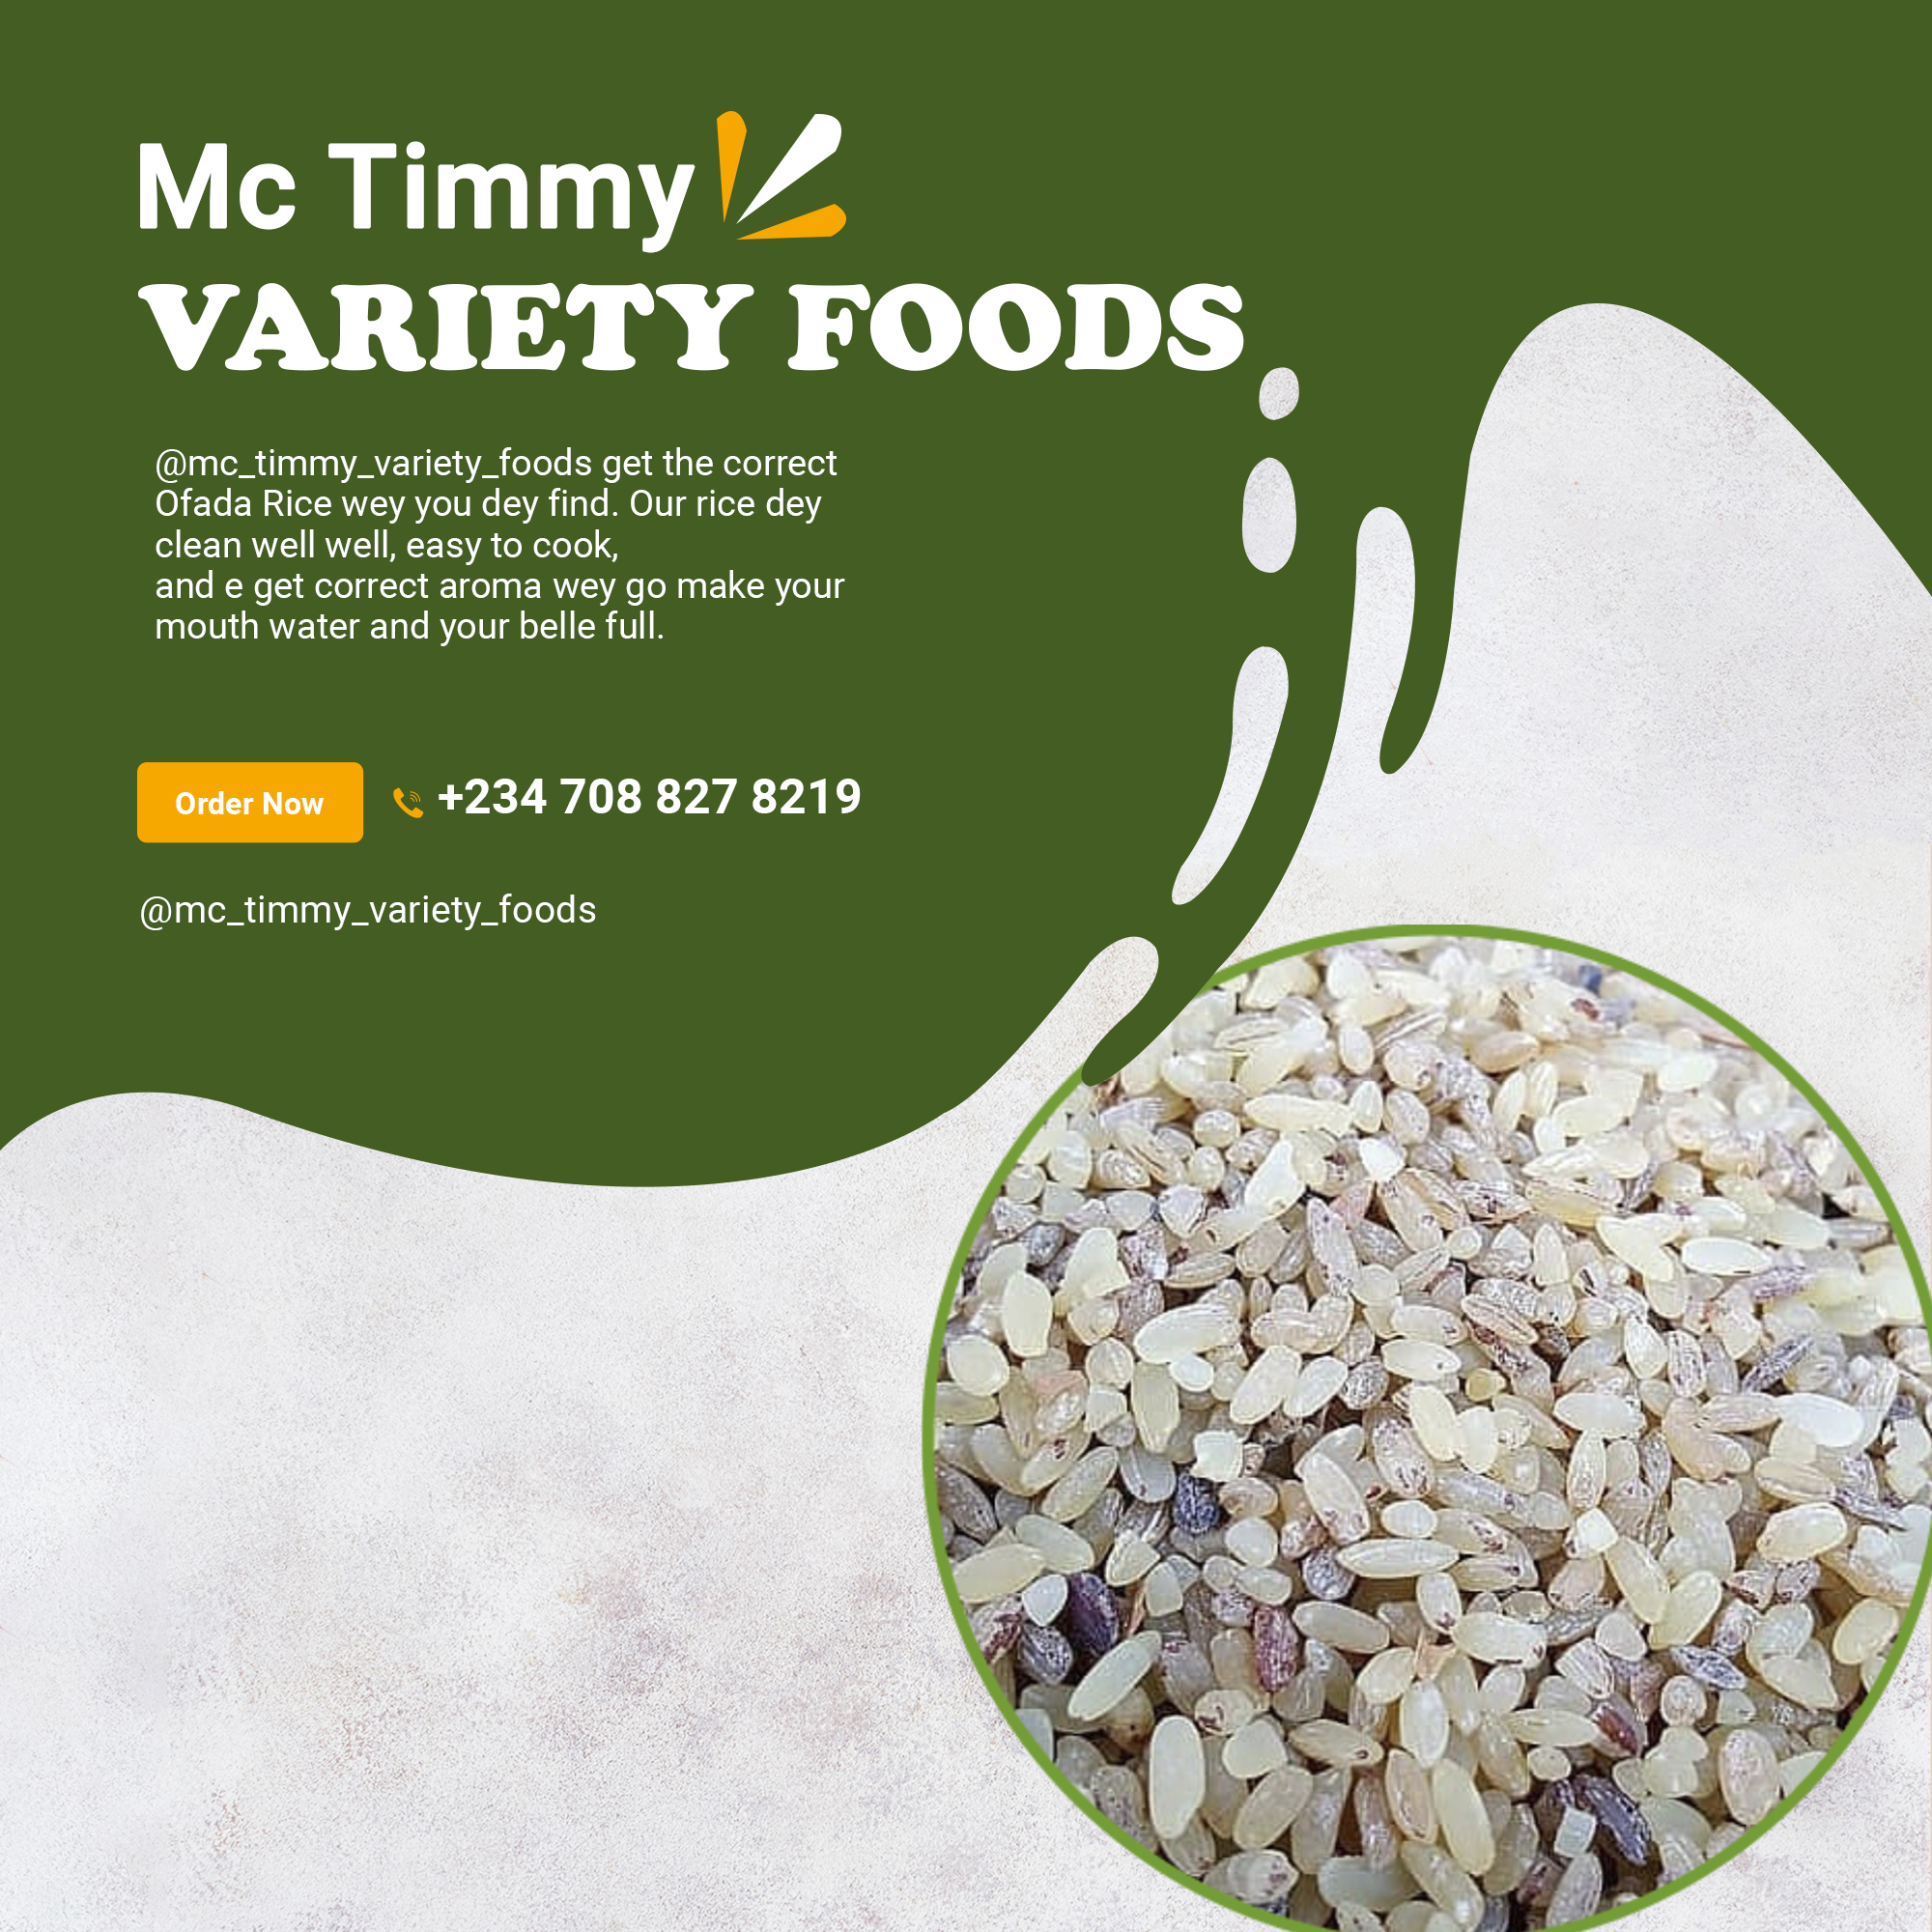 Mc Timmy
VARIETY FOODS
@mc_timmy_variety_foods get the correct
Ofada Rice wey you dey find. Our rice dey
clean well well, easy to cook,
and e get correct aroma wey go make your
mouth water and your belle full.
Order Now
+234 708 827 8219
@mc_timmy_variety_foods